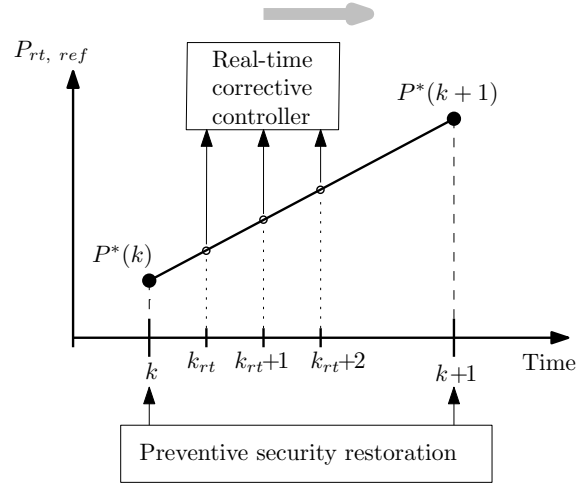 P_{rt, ref}
Real-time
corrective
controller
P*(k+1)
P*(k)
k
k_{rt}
k_{rt}+1
k_{rt}+2
k+1
Time
Preventive security restoration